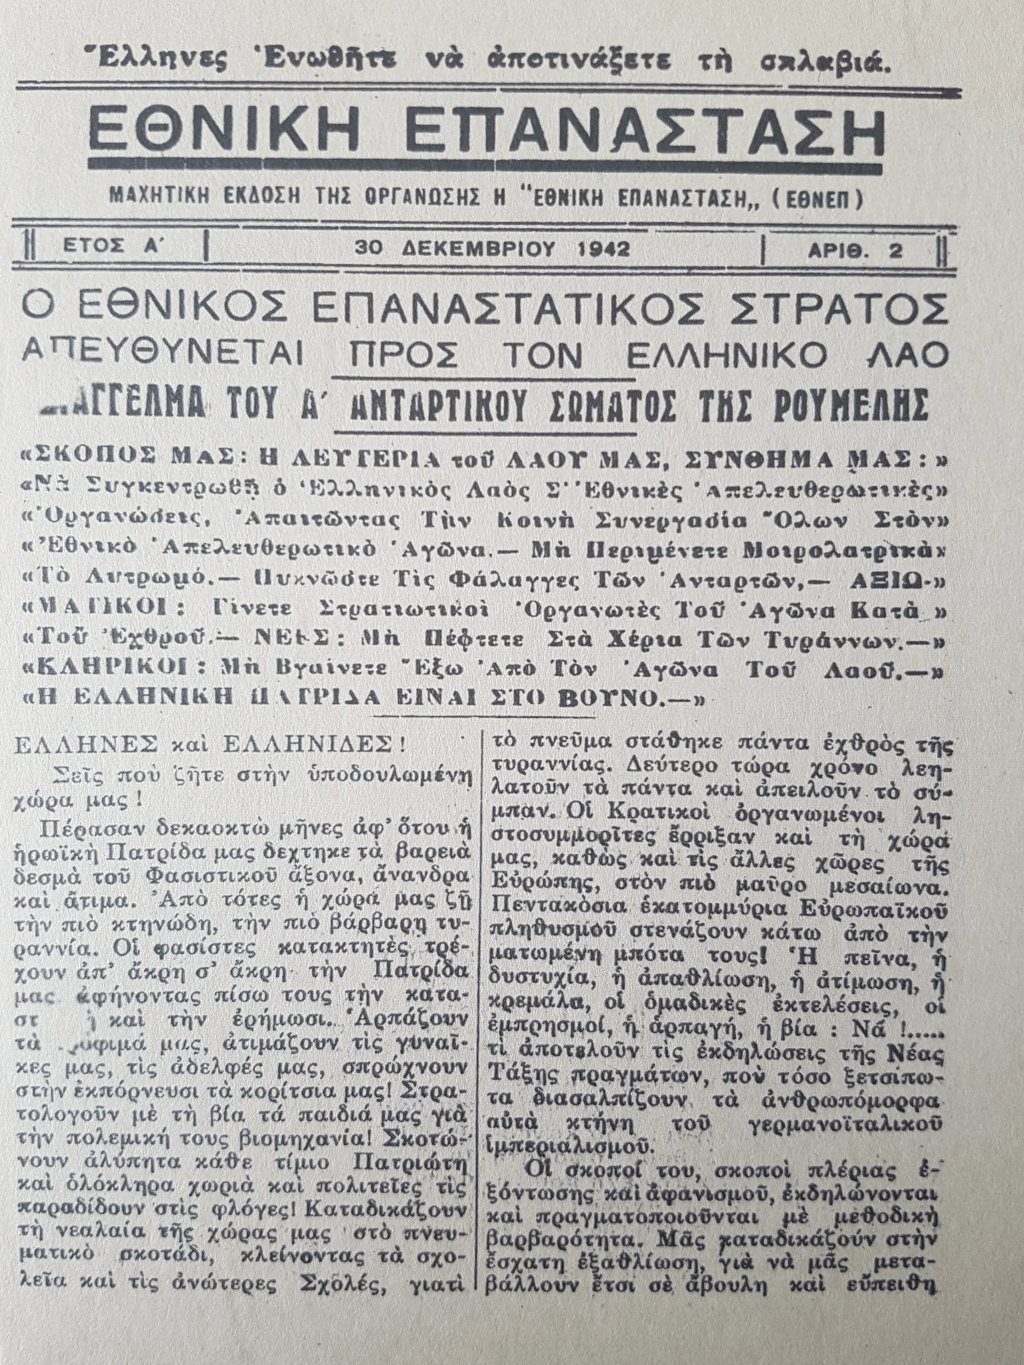 Ἕλληνες Ἑνωθῆτε νὰ ἀποτινάξετε τὴ σκλαβιά.
ΕΘΝΙΚΗ ΕΠΑΝΑΣΤΑΣΗ
ΜΑΧΗΤΙΚΗ ΕΚΔΟΣΗ ΤΗΣ ΟΡΓΑΝΩΣΗΣ Η "ΕΘΝΙΚΗ ΕΠΑΝΑΣΤΑΣΗ„ (ΕΘΝΕΠ)
ΕΤΟΣ Α΄ 30 ΔΕΚΕΜΒΡΙΟΥ 1942 ΑΡΙΘ. 2
Ο ΕΘΝΙΚΟΣ ΕΠΑΝΑΣΤΑΤΙΚΟΣ ΣΤΡΑΤΟΣ
ΑΠΕΥΘΥΝΕΤΑΙ ΠΡΟΣ ΤΟΝ ΕΛΛΗΝΙΚΟ ΛΑΟ
ΑΓΓΕΛΜΑ ΤΟΥ Α΄ ΑΝΤΑΡΤΙΚΟΥ ΣΩΜΑΤΟΣ ΤΗΣ ΡΟΥΜΕΛΗΣ
«ΣΚΟΠΟΣ ΜΑΣ: Η ΛΕΥΤΕΡΙΑ τοῦ ΛΑΟΥ ΜΑΣ, ΣΥΝΘΗΜΑ ΜΑΣ:»
«Νὰ Συγκεντρωθῆ ὁ Ἑλληνικὸς Λαὸς Σ' Ἐθνικὲς Ἀπελευθερωτικὲς»
«Ὀργανώσεις, Ἀπαιτῶντας Τὴν Κοινὴ Συνεργασία Ὅλων Στὸν»
«Ἐθνικὸ Ἀπελευθερωτικὸ Ἀγῶνα.— Μὴ Περιμένετε Μοιρολατρικὰ»
«Τὸ Λυτρωμό.— Πυκνῶστε Τὶς Φάλαγγες Τῶν Ἀνταρτῶν,— ΑΞΙΩ-»
«ΜΑΤΙΚΟΙ: Γίνετε Στρατιωτικοὶ Ὀργανωτὲς Τοῦ Ἀγῶνα Κατὰ »
«Τοῦ Ἐχθροῦ.— ΝΕΕΣ: Μὴ Πέφτετε Στὰ Χέρια Τῶν Τυράννων.—»
«ΚΛΗΡΙΚΟΙ: Μὴ Βγαίνετε Ἔξω Ἀπὸ Τὸν Ἀγῶνα Τοῦ Λαοῦ.—»
«Η ΕΛΛΗΝΙΚΗ ΠΑΤΡΙΔΑ ΕΙΝΑΙ ΣΤΟ ΒΟΥΝΟ.—»
ΕΛΛΗΝΕΣ καὶ ΕΛΛΗΝΙΔΕΣ!
Σεῖς ποὺ ζῆτε στὴν ὑποδουλωμένη
χώρα μας!
Πέρασαν δεκαοκτὼ μῆνες ἀφ' ὅτου ἡ
ἡρωϊκὴ Πατρίδα μας δεχτηκε τὰ βαρειὰ
δεσμὰ τοῦ Φασιστικοῦ ἄξονα, ἄνανδρα
καὶ ἄτιμα. Ἀπὸ τότες ἡ χώρα μας ζῆ
τὴν πιὸ κτηνώδη, τὴν πιὸ βάρβαρη τυ-
ραννία. Οἱ φασίστες κατακτητὲς τρέ-
χουν ἀπ' ἄκρη σ' ἄκρη τὴν Πατρίδα
μας ἀφήνοντας πίσω τους τὴν κατα-
καὶ τὴν ἐρήμωσι. Ἁρπάζουν
τὰ μας, ἀτιμάζουν τὶς γυναῖ-
κες μας, τὶς ἀδελφές μας, σπρώχνουν
στὴν ἐκπόρνευσι τὰ κορίτσια μας! Στρα-
τολογοῦν μὲ τὴ βία τά παιδιά μας γιὰ
τὴν πολεμική τους βιομηχανία! Σκοτώ-
νουν ἀλύπητα κάθε τίμιο Πατριώτη
καὶ ὁλόκληρα χωριὰ καὶ πολιτεῖες τὶς
παραδίδουν στὶς φλόγες! Καταδικάζουν
τὴ νεαλαία τῆς χώρας μας στὸ πνευ-
ματικὸ σκοτάδι, κλείνοντας τὰ σχο-
λεῖα καὶ τὶς ἀνώτερες Σχολές, γιατὶ
τὸ πνεῦμα στάθηκε πάντα ἐχθρὸς τῆς
τυραννίας. Δεύτερο τώρα χρόνο λεη-
λατοῦν τὰ πάντα καὶ ἀπειλοῦν τὸ σύ-
μπαν. Οἱ Κρατικοὶ ὀργανωμένοι λη-
στοσυμμορῖτες ἔρριξαν καὶ τὴ χώρα
μας, καθὼς καὶ τὶς ἄλλες χῶρες τῆς
Εὐρώπης, στὸν πιὸ μαῦρο μεσαίωνα.
Πεντακόσια ἑκατομμύρια Εὐρωπαϊκοῦ
πληθυσμοῦ στενάζουν κάτω ἀπὸ τὴν
ματωμένη μπότα τους! Ἡ πεῖνα, ἡ
δυστυχία, ἡ ἀπαθλίωση, ἡ ἀτίμωση, ἡ
κρεμάλα, οἱ ὁμαδικὲς ἐκτελέσεις, οἱ
ἐμπρησμοί, ἡ ἁρπαγή, ἡ βία : Νά !.....
τὶ ἀποτελοῦν τὶς ἐκδηλώσεις τῆς Νέας
Τάξης πραγμάτων, ποὺ τόσο ξετσίπω-
τα διασαλπίζουν τὰ ἀνθρωπόμορφα
αὐτὰ κτήνη τοῦ γερμανοϊταλικοῦ
ἰμπεριαλισμοῦ.
Οἱ σκοποί του, σκοποὶ πλέριας ἐ-
ξόντωσης καὶ ἀφανισμοῦ, ἐκδηλώνονται
καὶ πραγματοποιοῦνται μὲ μεθοδικὴ
βαρβαρότητα. Μᾶς καταδικάζουν στὴν
ἔσχατη ἐξαθλίωση, γιὰ νὰ μᾶς μετα-
βάλλουν ἔτσι σὲ ἄβουλη καὶ εὔπειθη